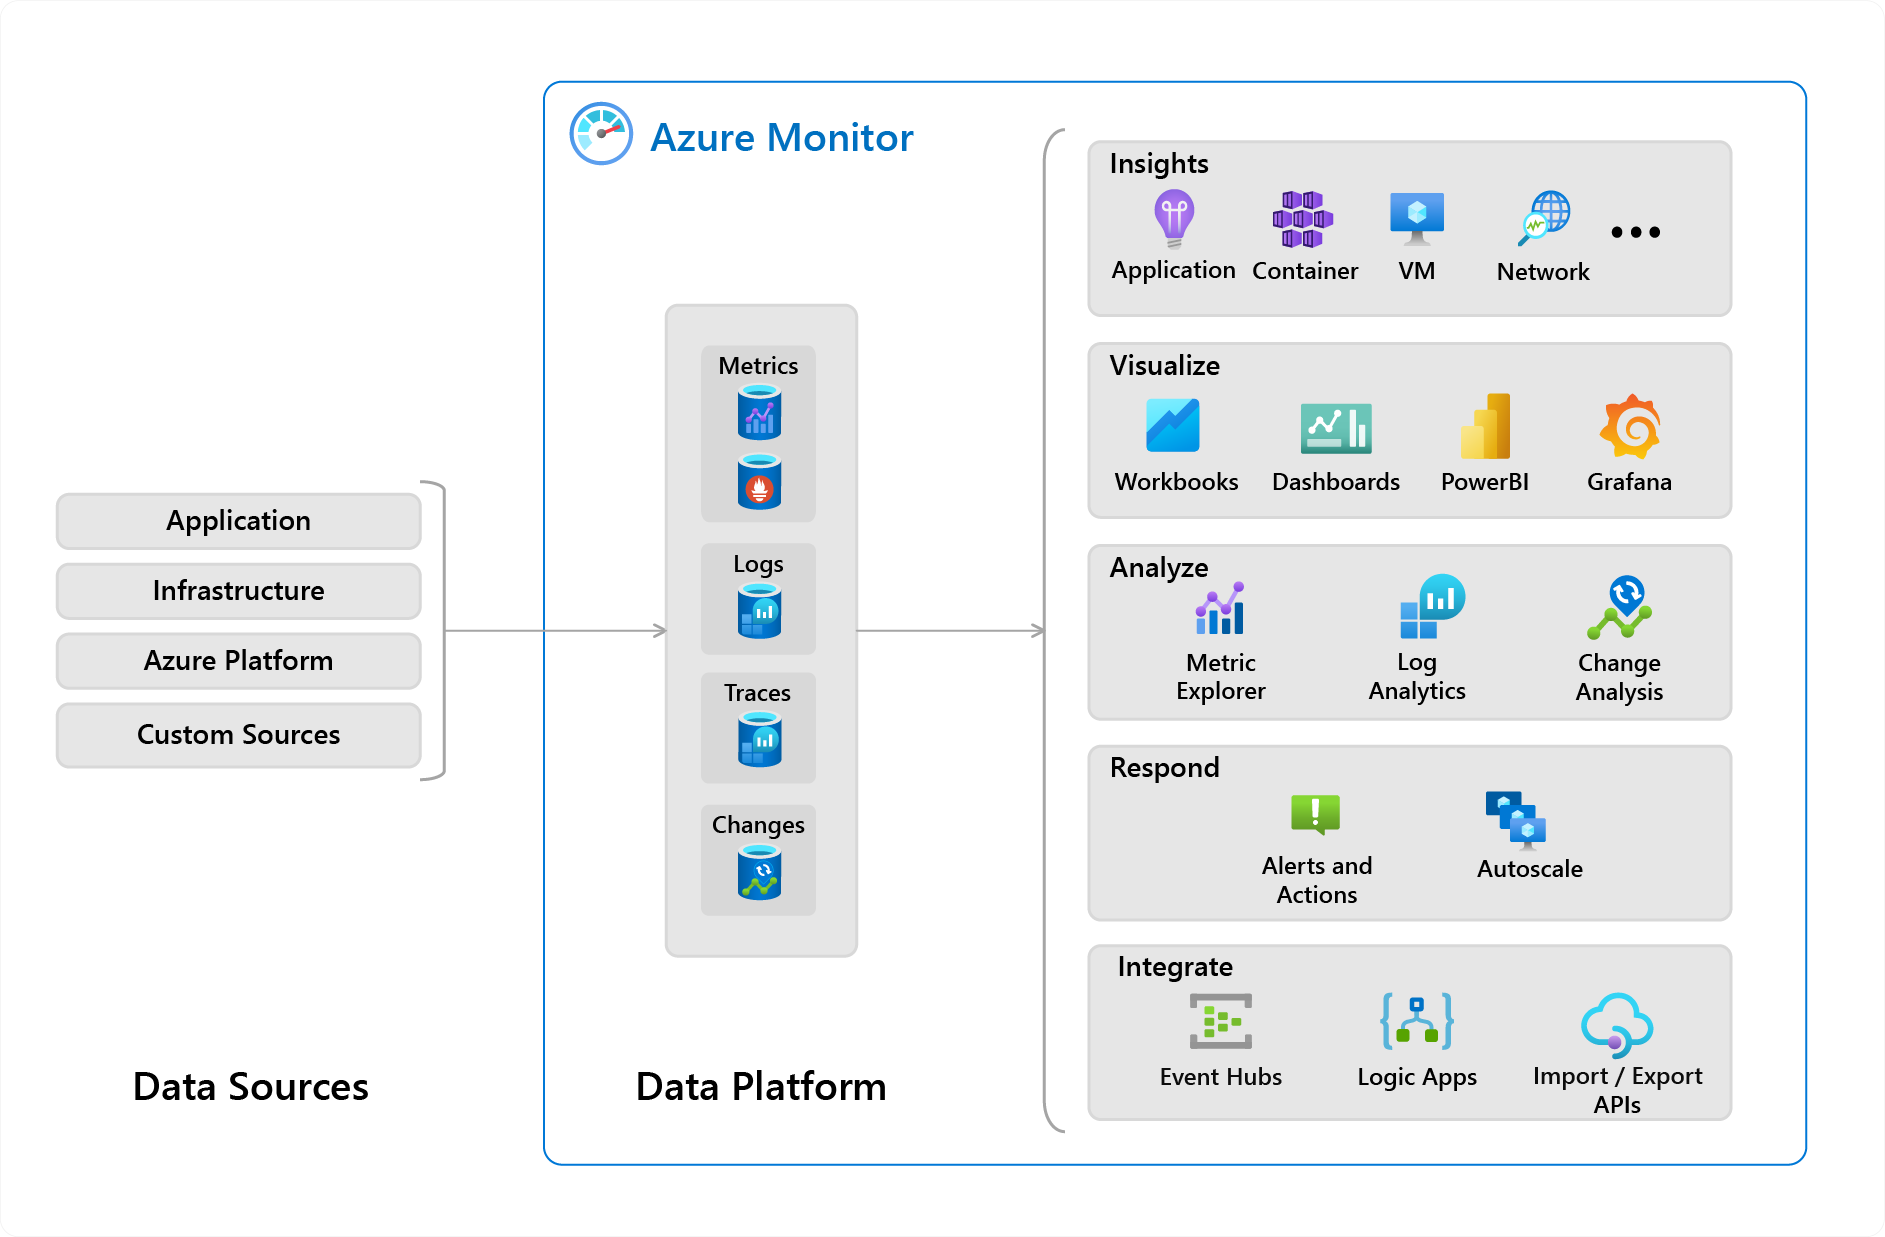 Azure Monitor
Application
Infrastructure
Azure Platform
Custom Sources
Data Sources
Metrics
Logs
Traces
Changes
Data Platform
Insights
Application
Container
VM
Network
•••
Visualize
Workbooks
Dashboards
PowerBI
Grafana
Analyze
Metric
Explorer
Log
Analytics
Change
Analysis
Respond
Alerts and
Actions
Autoscale
Integrate
Event Hubs
Logic Apps
Import / Export
APIs